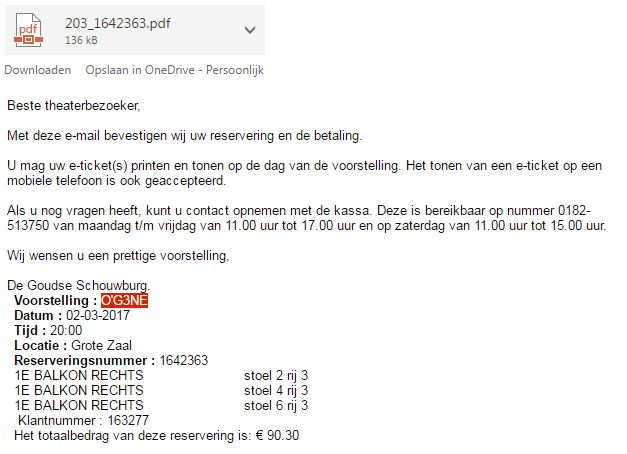 pdf
203_1642363.pdf
136 kB
Downloaden Opslaan in OneDrive - Persoonlijk
Beste theaterbezoeker,
Met deze e-mail bevestigen wij uw reservering en de betaling.
U mag uw e-ticket(s) printen en tonen op de dag van de voorstelling. Het tonen van een e-ticket op een
mobiele telefoon is ook geaccepteerd.
Als u nog vragen heeft, kunt u contact opnemen met de kassa. Deze is bereikbaar op nummer 0182-
513750 van maandag t/m vrijdag van 11.00 uur tot 17.00 uur en op zaterdag van 11.00 uur tot 15.00 uur.
Wij wensen u een prettige voorstelling,
De Goudse Schouwburg.
Voorstelling : O'G3NE
Datum : 02-03-2017
Tijd : 20:00
Locatie : Grote Zaal
Reserveringsnummer : 1642363
1E BALKON RECHTS stoel 2 rij 3
1E BALKON RECHTS stoel 4 rij 3
1E BALKON RECHTS stoel 6 rij 3
Klantnummer : 163277
Het totaalbedrag van deze reservering is: € 90.30